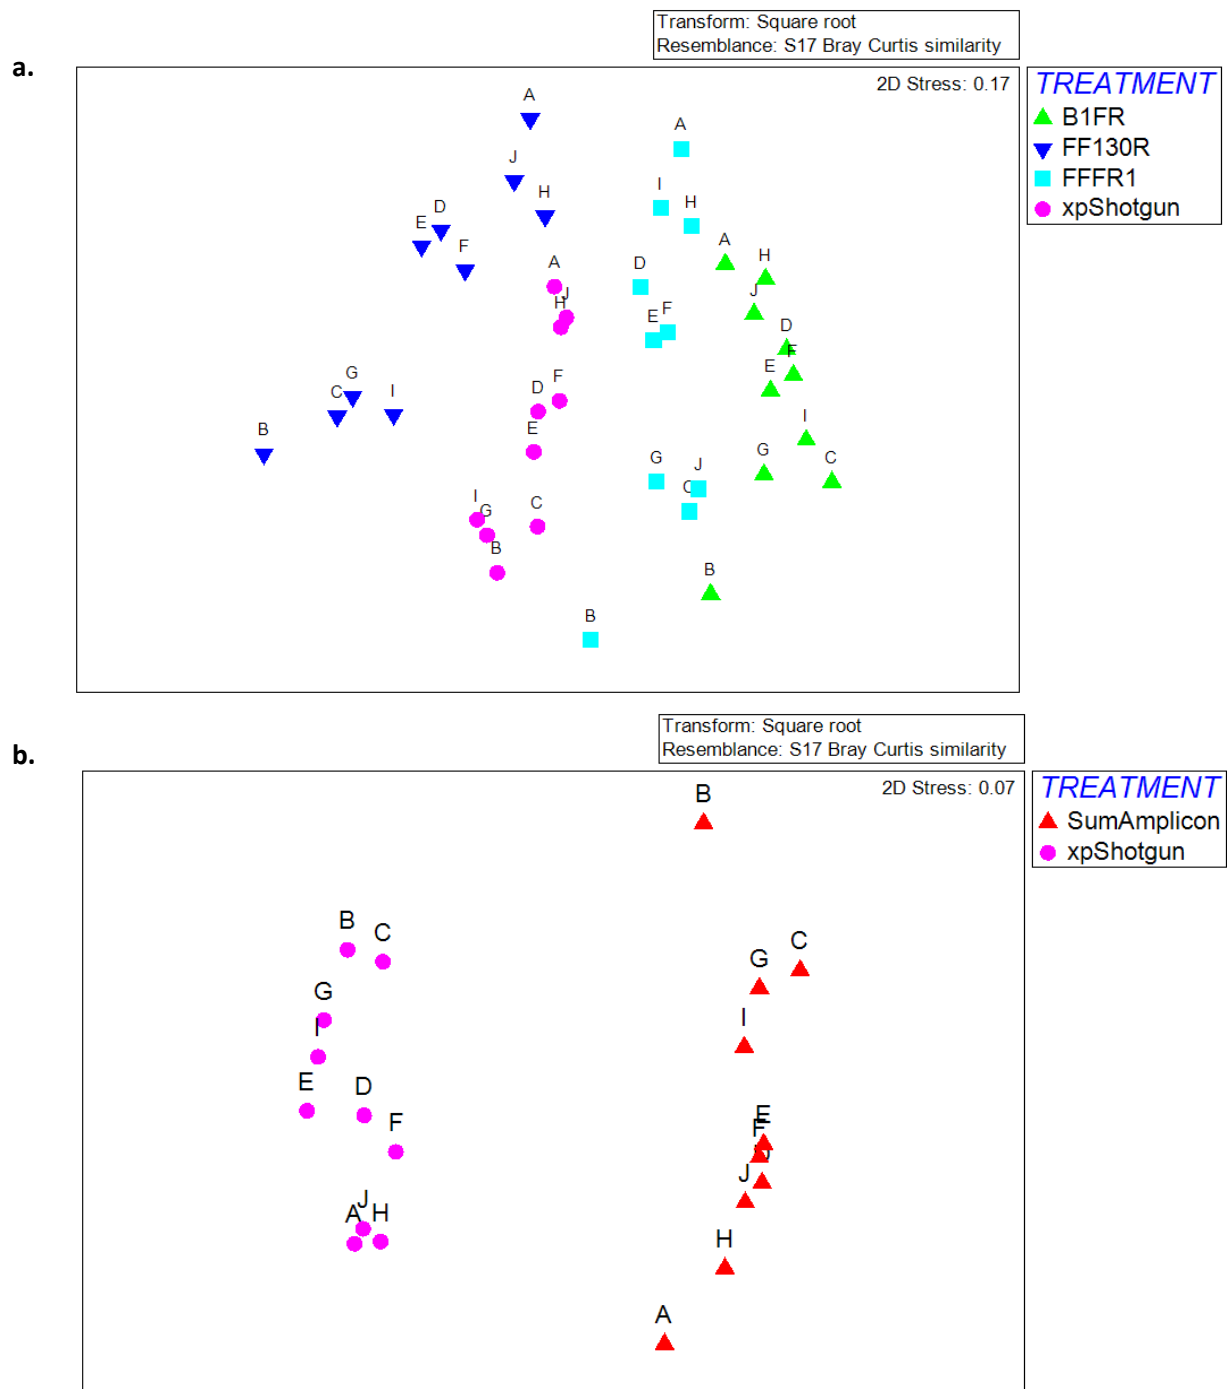 Transform: Square root
Resemblance: S17 Bray Curtis similarity
a.
2D Stress: 0.17
TREATMENT
B1FR
FF130R
FFFR1
xpShotgun
A
A
J
I
H
H
D
E
F
A
H
A
D
J
J
H
E
F
D
F
E
G
C
I
D
F
I
B
E
G
J
G
C
I
G
C
C
B
B
B
Transform: Square root
Resemblance: S17 Bray Curtis similarity
b.
2D Stress: 0.07
TREATMENT
SumAmplicon
xpShotgun
B
B
C
C
G
G
I
I
E
D
E
F
F
D
J
J
A
H
H
A